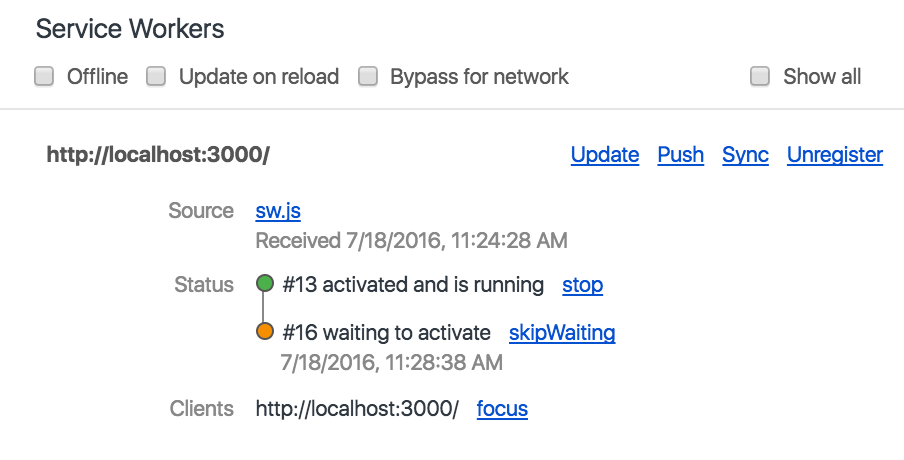 Service Workers
Offline Update on reload Bypass for network Show all
http://localhost:3000/ Update Push Sync Unregister
Source sw.js
Received 7/18/2016, 11:24:28 AM
Status #13 activated and is running stop
#16 waiting to activate skipWaiting
7/18/2016, 11:28:38 AM
Clients http://localhost:3000/ focus